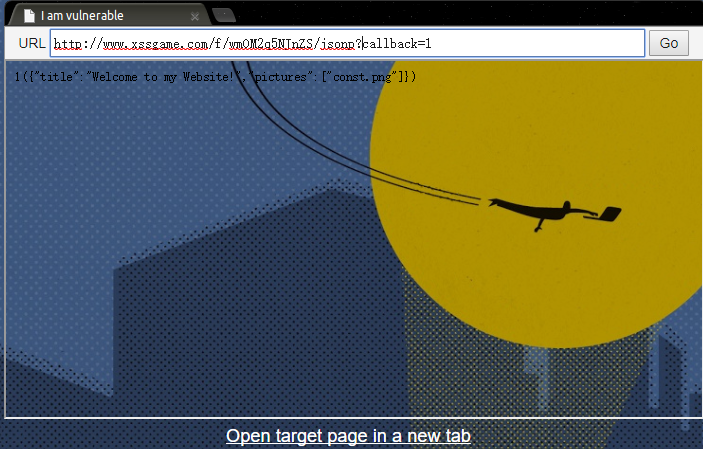 I am vulnerable
URL http://www.xssgame.com/f/wmOM2q5NJnZS/jsonp?callback=1 Go
1({"title":"Welcome to my Website!","pictures":["const.png"]})
Open target page in a new tab